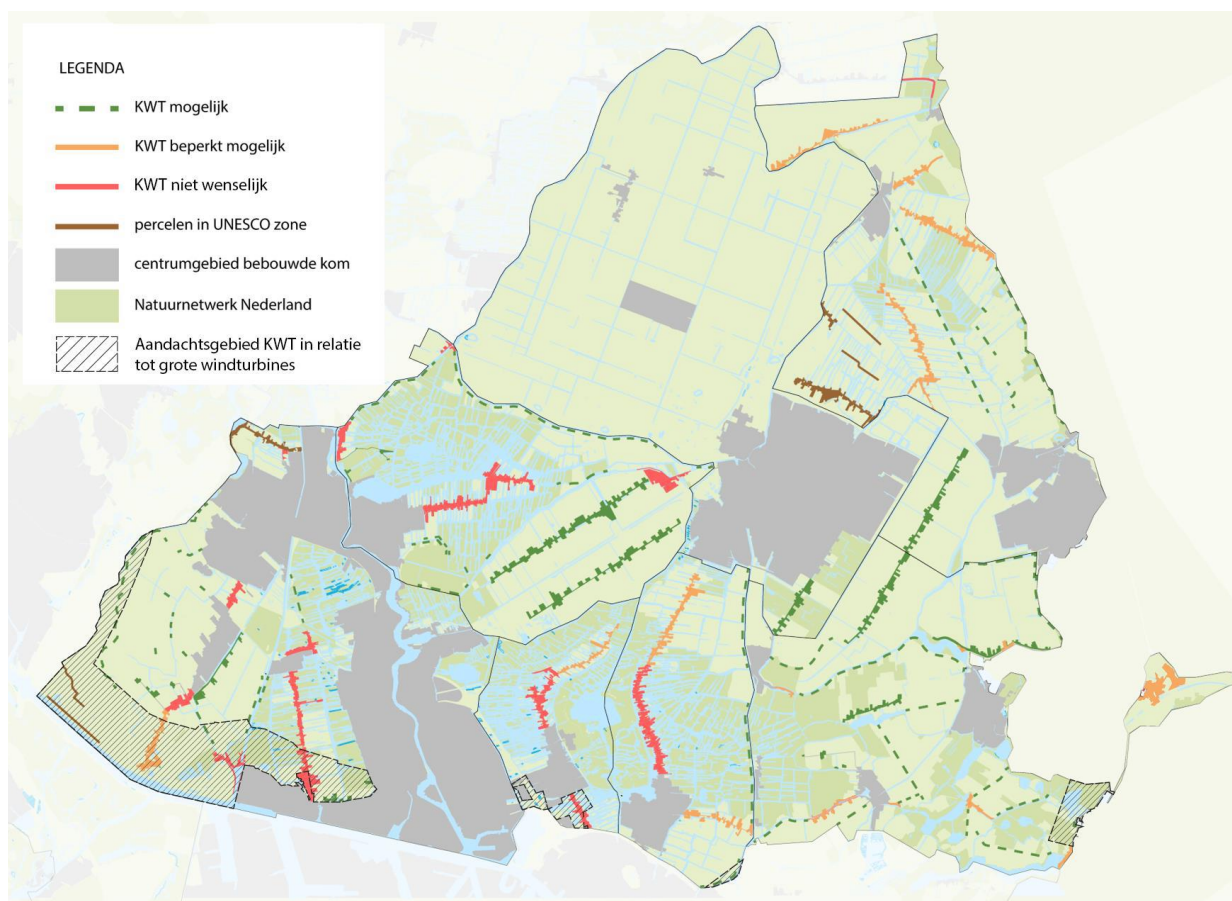 LEGENDA
KWT mogelijk
KWT beperkt mogelijk
KWT niet wenselijk
percelen in UNESCO zone
centrumgebied bebouwde kom
Natuurnetwerk Nederland
Aandachtsgebied KWT in relatie
tot grote windturbines